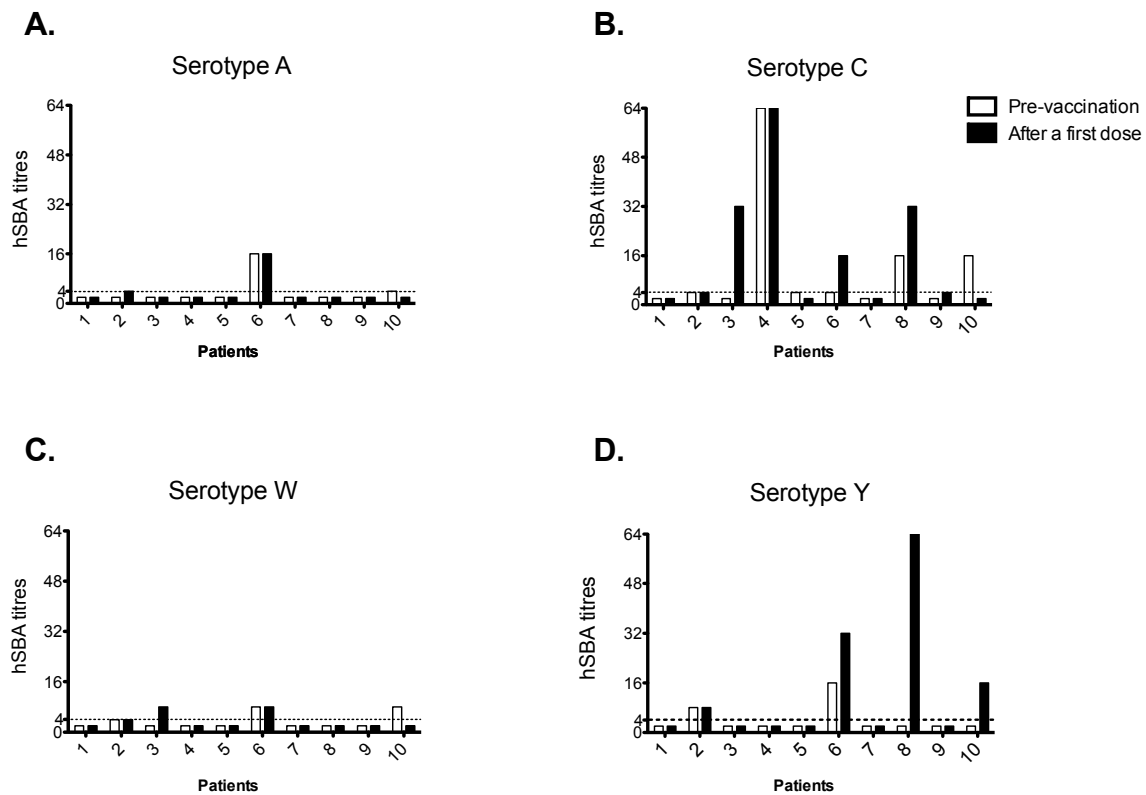 A.
Serotype A
64
48
32
16
4
0
hSBA titres
1 2 3 4 5 6 7 8 9 10
Patients
B.
Serotype C
64
48
32
16
4
0
hSBA titres
1 2 3 4 5 6 7 8 9 10
Patients
Pre-vaccination
After a first dose
C.
Serotype W
64
48
32
16
4
0
hSBA titres
1 2 3 4 5 6 7 8 9 10
Patients
D.
Serotype Y
64
48
32
16
4
0
hSBA titres
1 2 3 4 5 6 7 8 9 10
Patients